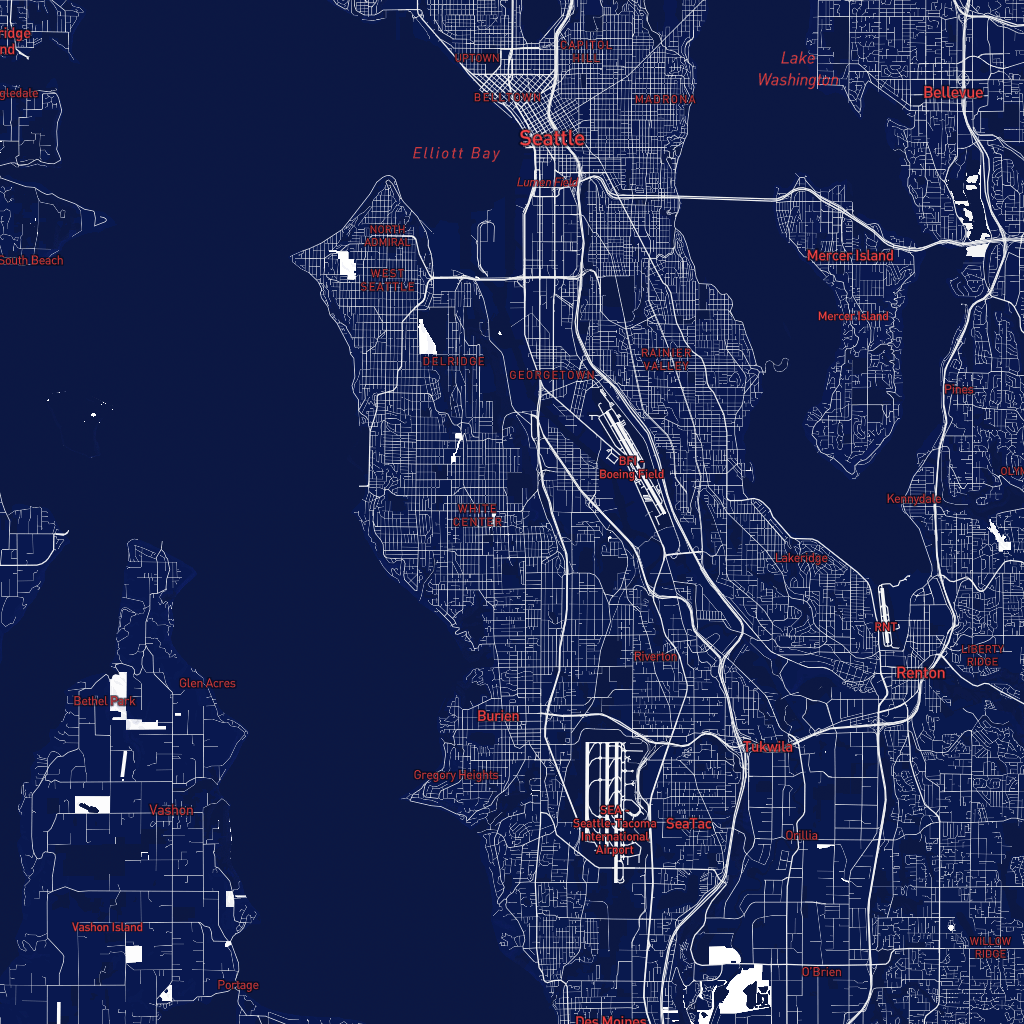 ridge
nd
gledale
South Beach
UPTOWN
CAPITOL
HILL
BELLTOWN
MADRONA
Lake
Washington
Bellevue
Seattle
Elliott Bay
Lumen Field
NORTH
ADMIRAL
WEST
SEATTLE
Mercer Island
Mercer Island
DELRIDGE
GEORGETOWN
RAINIER
VALLEY
Pines
BFI -
Boeing Field
OLYM
Kennydale
WHITE
CENTER
Lakeridge
RNT
LIBERTY
RIDGE
Riverton
Renton
Glen Acres
Bethel Park
Burien
Tukwila
Gregory Heights
Vashon
SEA -
Seattle-Tacoma
International
Airport
SeaTac
Orillia
Vashon Island
WILLOW
RIDGE
O'Brien
Portage
Des Moines